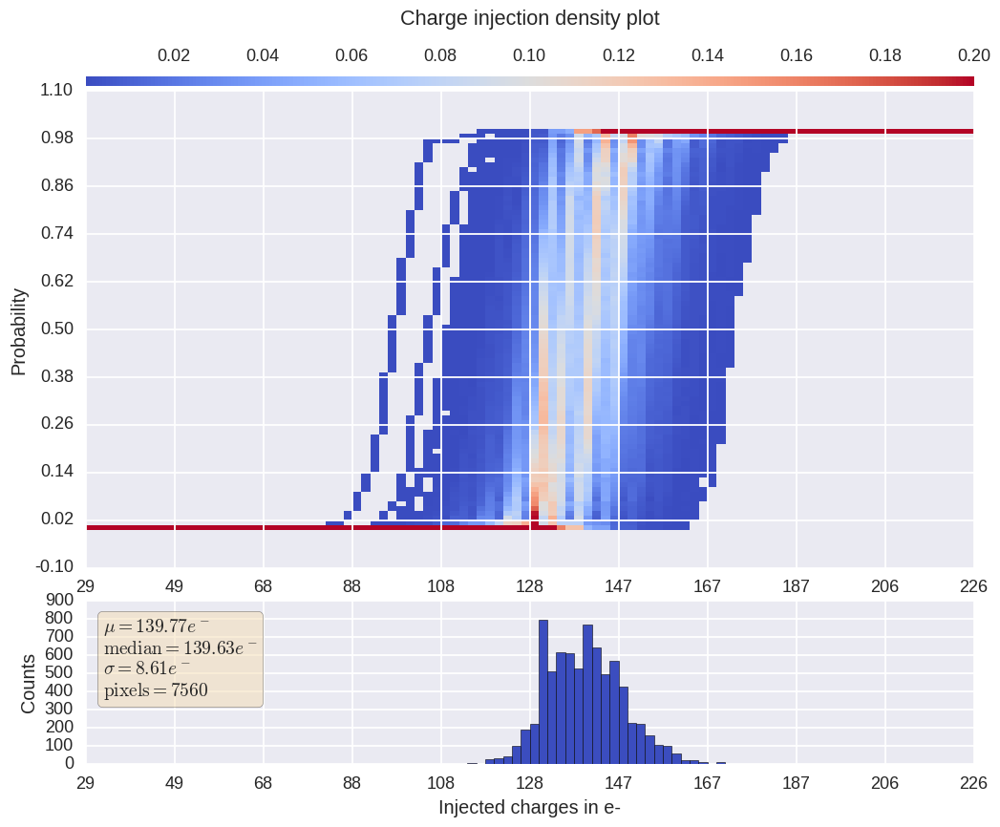 Charge injection density plot
0.02 0.04 0.06 0.08 0.10 0.12 0.14 0.16 0.18 0.20
1.10
0.98
0.86
0.74
0.62
0.50
0.38
0.26
0.14
0.02
-0.10
Probability
29 49 68 88 108 128 147 167 187 206 226
900
800
700
600
500
400
300
200
100
0
Counts
μ = 139.77e⁻
median = 139.63e⁻
σ = 8.61e⁻
pixels = 7560
29 49 68 88 108 128 147 167 187 206 226
Injected charges in e-